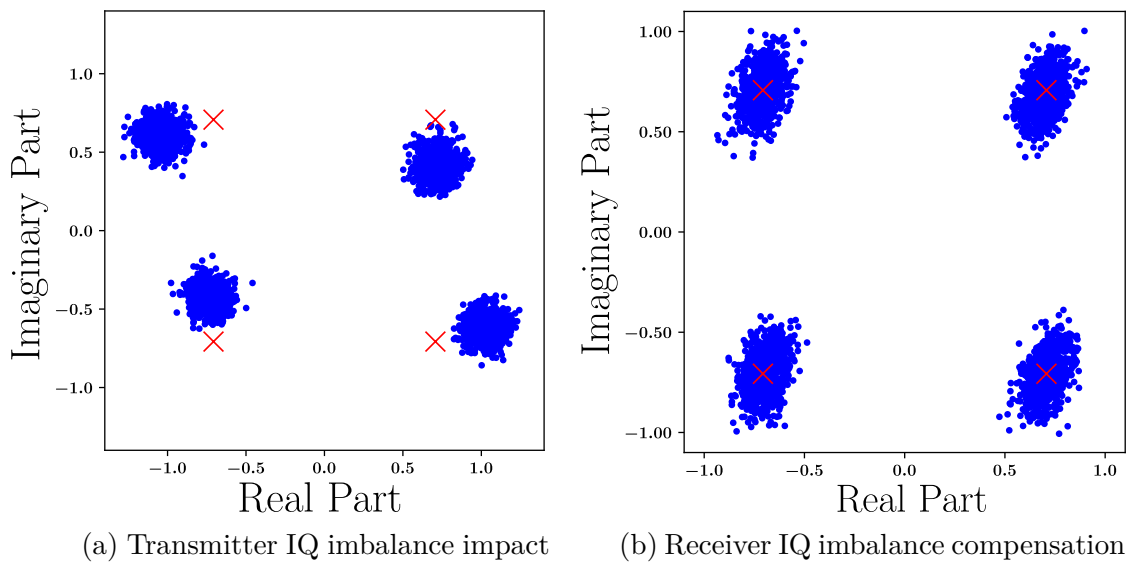 1.0
0.5
0.0
−0.5
−1.0
Imaginary Part
−1.0 −0.5 0.0 0.5 1.0
Real Part
(a) Transmitter IQ imbalance impact
1.00
0.50
0.00
−0.50
−1.00
Imaginary Part
−1.0 −0.5 0.0 0.5 1.0
Real Part
(b) Receiver IQ imbalance compensation